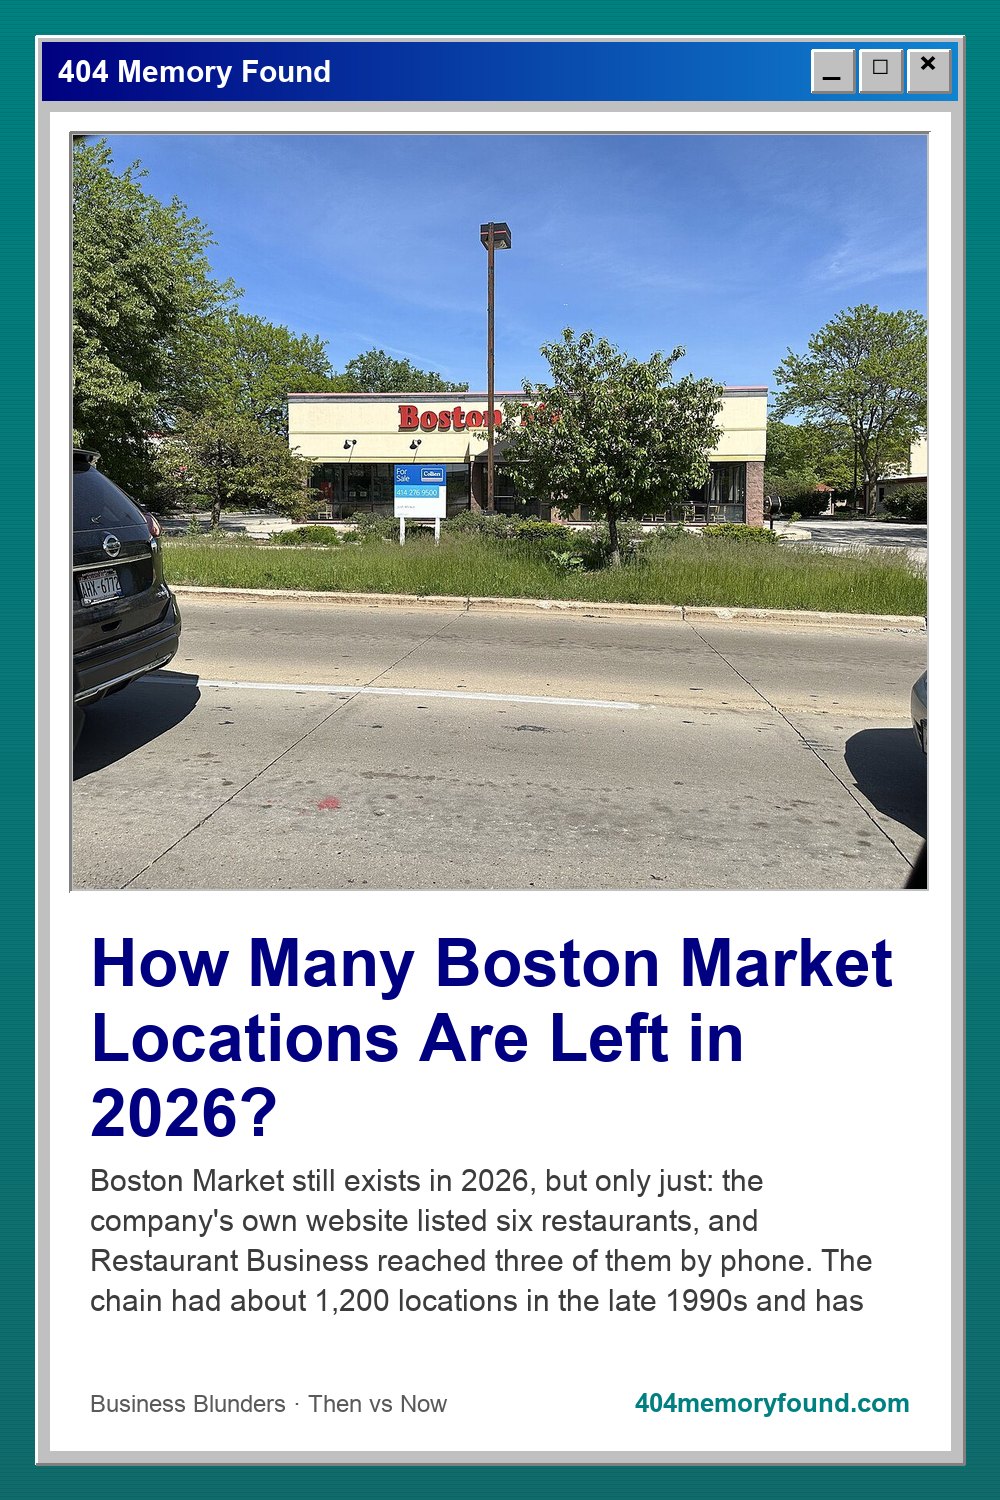 404 Memory Found
Boston
For
Sale
Colliers
414 276 9500
How Many Boston Market
Locations Are Left in
2026?
Boston Market still exists in 2026, but only just: the
company's own website listed six restaurants, and
Restaurant Business reached three of them by phone. The
chain had about 1,200 locations in the late 1990s and has
Business Blunders · Then vs Now
404memoryfound.com